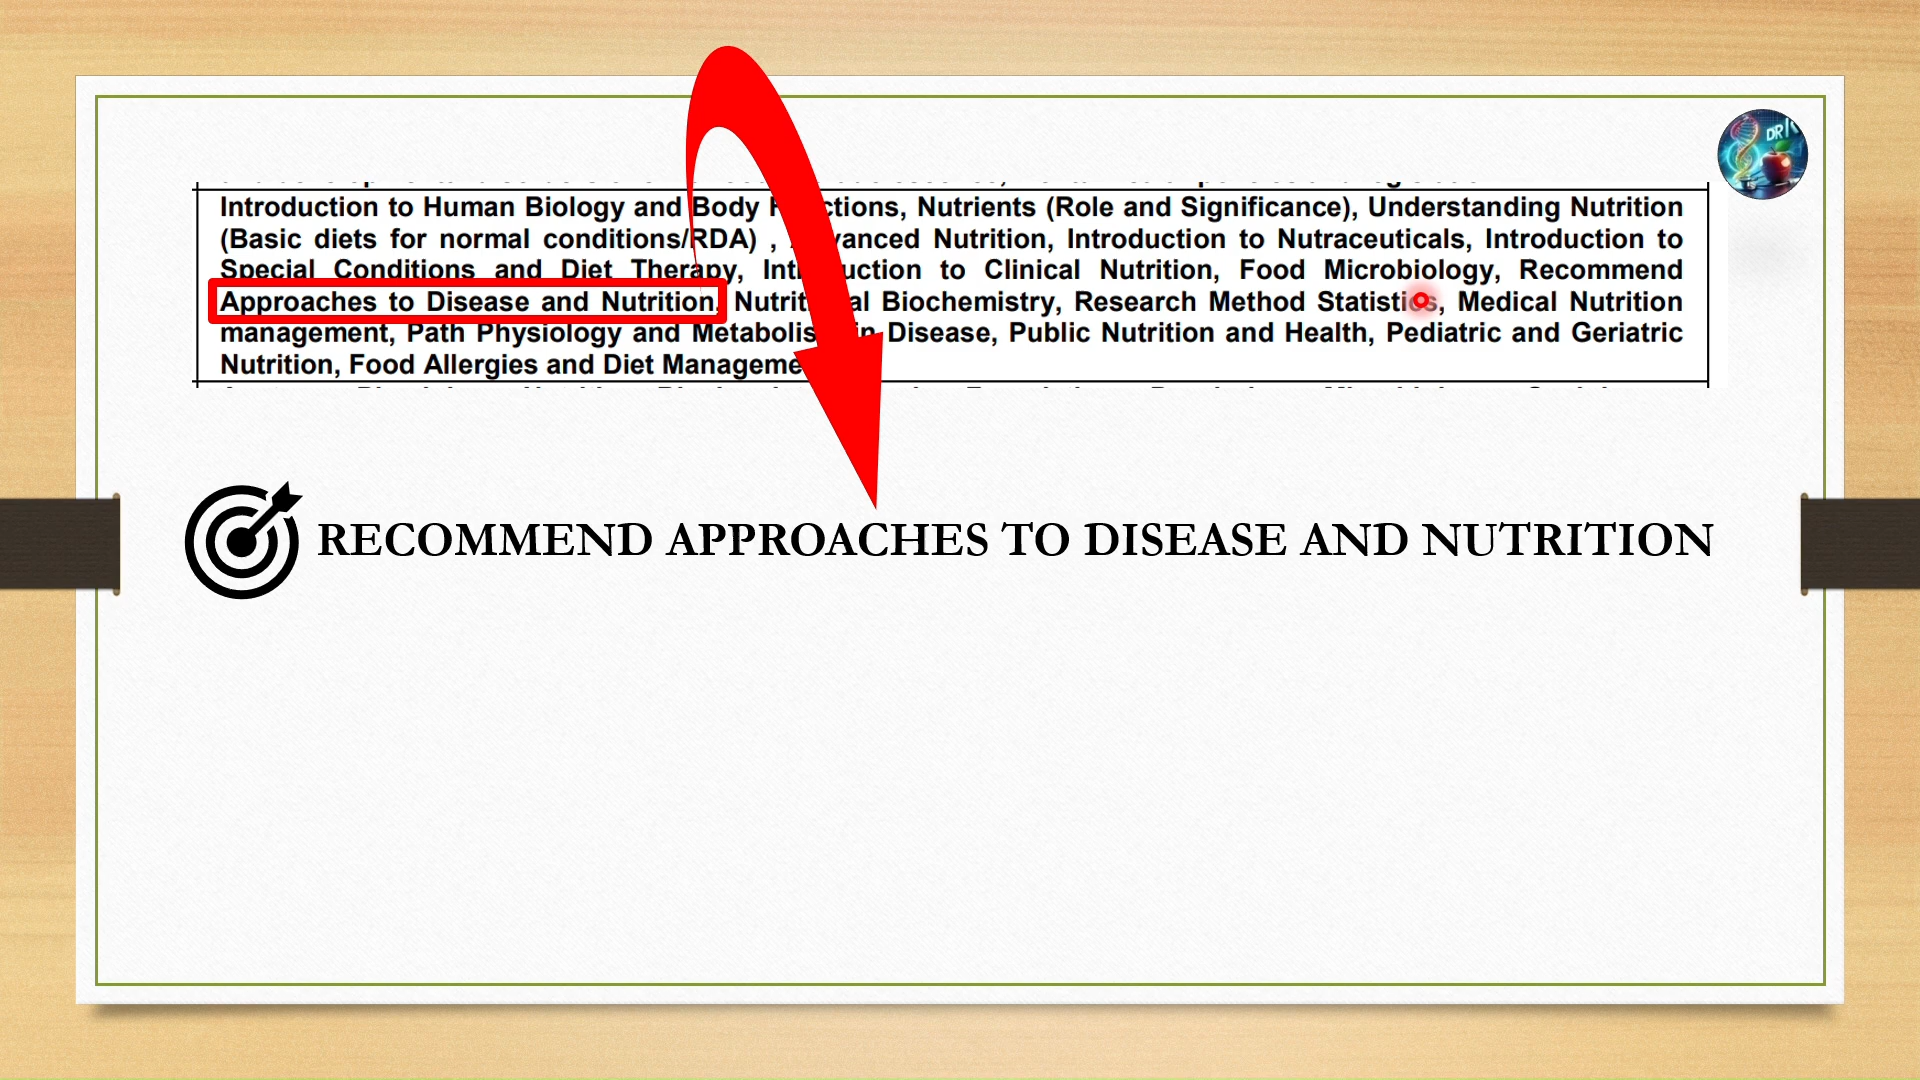 Introduction to Human Biology and Body ctions, Nutrients (Role and Significance), Understanding Nutrition
(Basic diets for normal conditions/RDA) , vanced Nutrition, Introduction to Nutraceuticals, Introduction to
Special Conditions and Diet Therapy, Int uction to Clinical Nutrition, Food Microbiology, Recommend
Approaches to Disease and Nutrition, Nutrit al Biochemistry, Research Method Statistics, Medical Nutrition
management, Path Physiology and Metabolis in Disease, Public Nutrition and Health, Pediatric and Geriatric
Nutrition, Food Allergies and Diet Manageme
RECOMMEND APPROACHES TO DISEASE AND NUTRITION